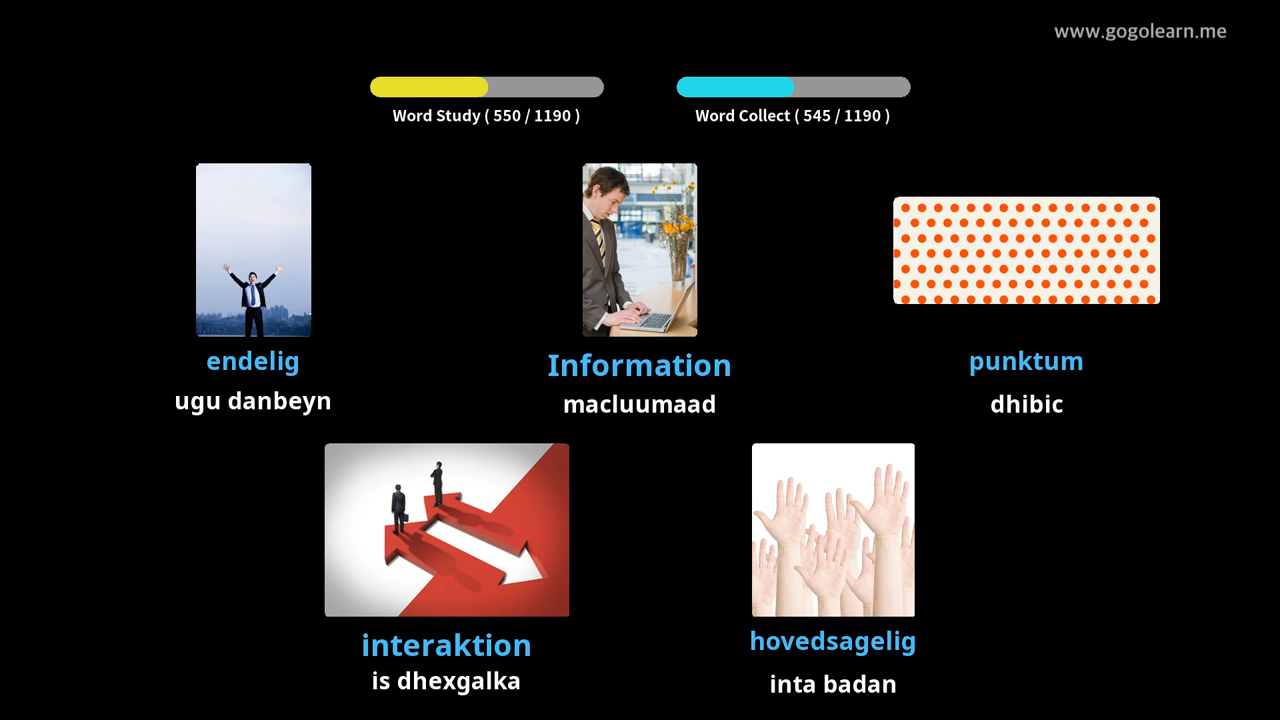 www.gogolearn.me
Word Study ( 550 / 1190 )
Word Collect ( 545 / 1190 )
endelig
ugu danbeyn
Information
macluumaad
punktum
dhibic
interaktion
is dhexgalka
hovedsagelig
inta badan